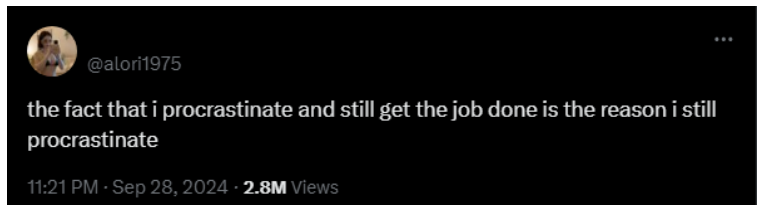 @alori1975
the fact that i procrastinate and still get the job done is the reason i still
procrastinate
11:21 PM · Sep 28, 2024 · 2.8M Views